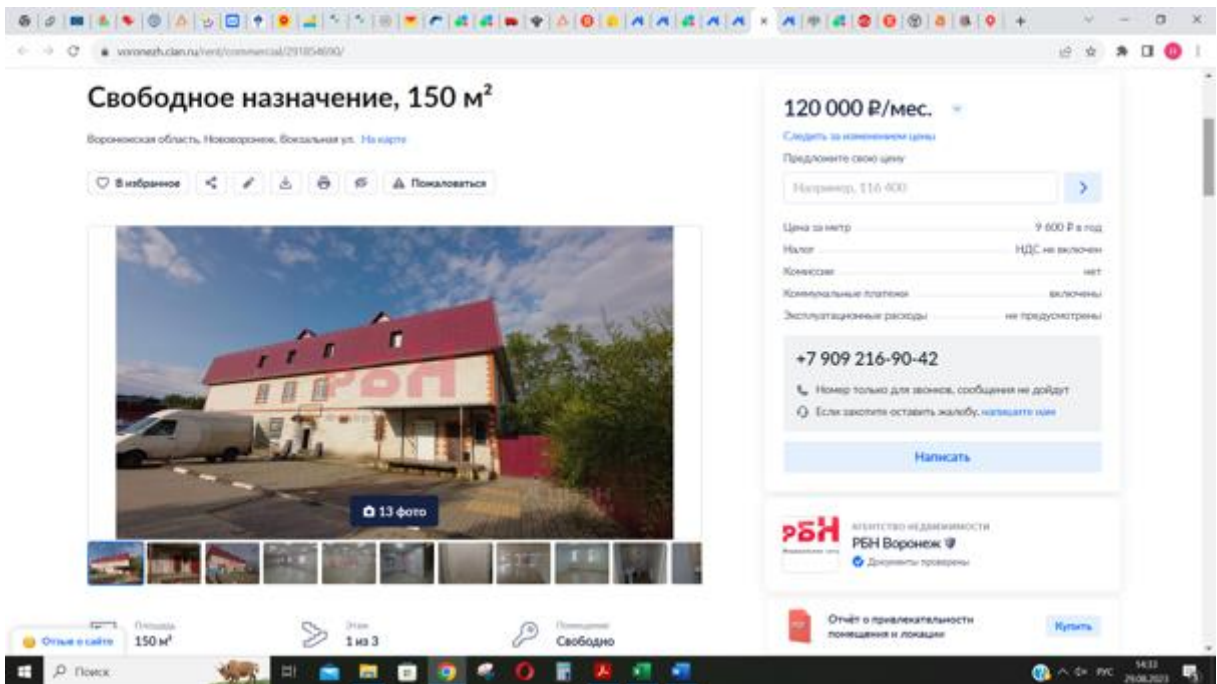 voronezh.cian.ru/rent/commercial/291854690/
Свободное назначение, 150 м²
Воронежская область, Нововоронеж, Вокзальная ул. На карте
В избранное
Пожаловаться
РБН
13 фото
Площадь
150 м²
Этаж
1 из 3
Помещение
Свободно
120 000 ₽/мес.
Следить за изменением цены
Предложите свою цену
Например, 116 400
Цена за метр 9 600 ₽ в год
Налог НДС не включен
Комиссии нет
Коммунальные платежи включены
Эксплуатационные расходы не предусмотрены
+7 909 216-90-42
Номер только для звонков, сообщения не дойдут
Если захотите оставить жалобу, напишите нам
Написать
РБН
АГЕНТСТВО НЕДВИЖИМОСТИ
РБН Воронеж
Документы проверены
Отчёт о привлекательности
помещения и локации
Купить
Отзыв о сайте
Поиск
РУС
14:33
29.08.2023